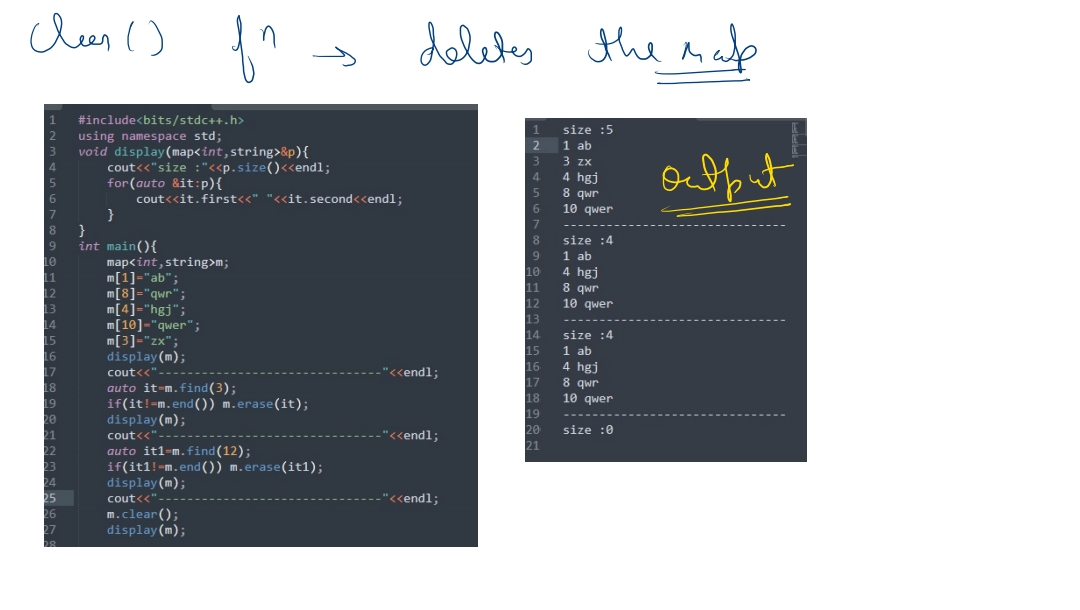 clear() fn → deletes the map
1 #include<bits/stdc++.h>
2 using namespace std;
3 void display(map<int,string>&p){
4 cout<<"size :"<<p.size()<<endl;
5 for(auto &it:p){
6 cout<<it.first<<" "<<it.second<<endl;
7 }
8 }
9 int main(){
10 map<int,string>m;
11 m[1]="ab";
12 m[8]="qwr";
13 m[4]="hgj";
14 m[10]="qwer";
15 m[3]="zx";
16 display(m);
17 cout<<"-------------------------------"<<endl;
18 auto it=m.find(3);
19 if(it!=m.end()) m.erase(it);
20 display(m);
21 cout<<"-------------------------------"<<endl;
22 auto it1=m.find(12);
23 if(it1!=m.end()) m.erase(it1);
24 display(m);
25 cout<<"-------------------------------"<<endl;
26 m.clear();
27 display(m);
28
output
1 size :5
2 1 ab
3 3 zx
4 4 hgj
5 8 qwr
6 10 qwer
7 -------------------------------
8 size :4
9 1 ab
10 4 hgj
11 8 qwr
12 10 qwer
13 -------------------------------
14 size :4
15 1 ab
16 4 hgj
17 8 qwr
18 10 qwer
19 -------------------------------
20 size :0
21